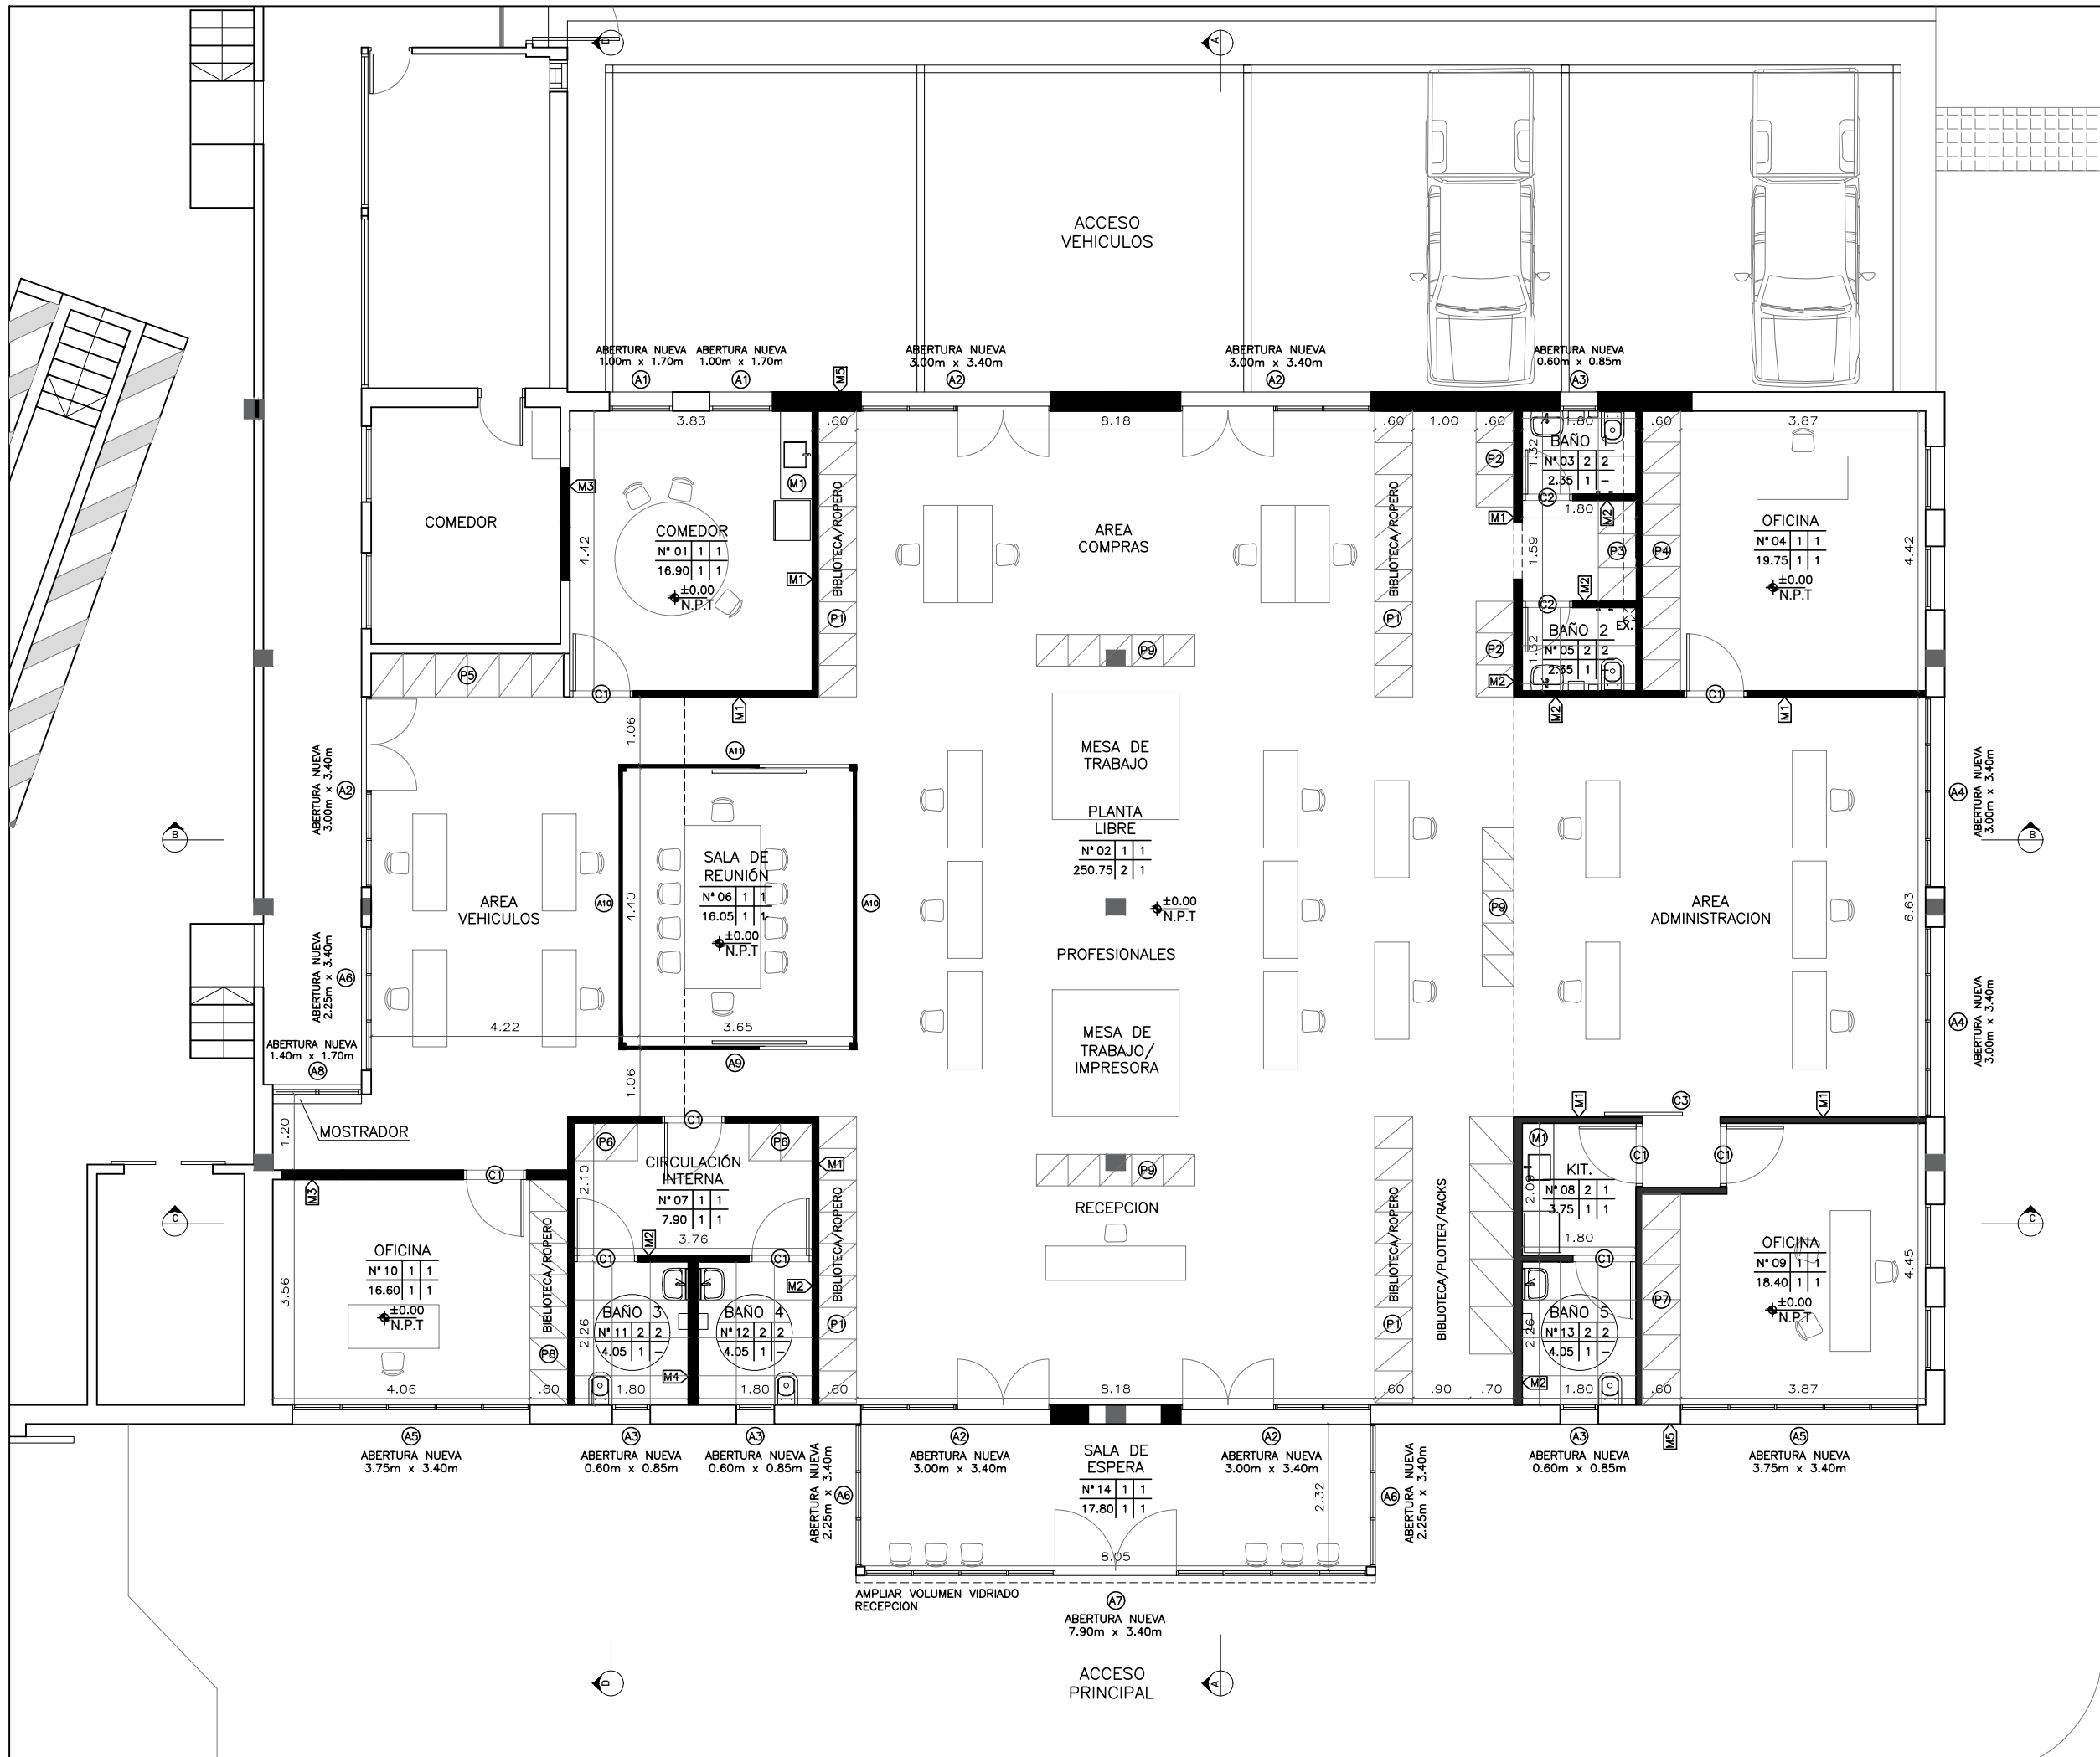 D
A
ACCESO
VEHICULOS
ABERTURA NUEVA
1.00m x 1.70m
A1
ABERTURA NUEVA
1.00m x 1.70m
A1
M5
ABERTURA NUEVA
3.00m x 3.40m
A2
ABERTURA NUEVA
3.00m x 3.40m
A2
ABERTURA NUEVA
0.60m x 0.85m
A3
3.83
.60
8.18
.60
1.00
.60
1.80
.60
3.87
COMEDOR
M3
4.42
COMEDOR
N° 01 1 1
16.90 1 1
±0.00
N.P.T
M1
M1
BIBLIOTECA/ROPERO
P1
AREA
COMPRAS
BIBLIOTECA/ROPERO
P1
P2
P2
M1
M2
1.32
BAÑO 1
N° 03 2 2
2.35 1 –
C2
1.80
M2
1.59
P3
M2
C2
EX.
1.32
BAÑO 2
N° 05 2 2
2.35 1 –
P4
OFICINA
N° 04 1 1
19.75 1 1
±0.00
N.P.T
4.42
P9
P5
C1
M1
M2
C1
M1
1.06
A11
MESA DE
TRABAJO
ABERTURA NUEVA
3.00m x 3.40m
A2
B
AREA
VEHICULOS
A10
4.40
SALA DE
REUNIÓN
N° 06 1 1
16.05 1 1
±0.00
N.P.T
A10
PLANTA
LIBRE
N° 02 1 1
250.75 2 1
±0.00
N.P.T
PROFESIONALES
P9
AREA
ADMINISTRACION
6.63
A4
ABERTURA NUEVA
3.00m x 3.40m
B
A4
ABERTURA NUEVA
3.00m x 3.40m
ABERTURA NUEVA
2.25m x 3.40m
A6
4.22
3.65
A9
1.06
MESA DE
TRABAJO/
IMPRESORA
ABERTURA NUEVA
1.40m x 1.70m
A8
MOSTRADOR
1.20
C1
P6
P6
CIRCULACIÓN
INTERNA
N° 07 1 1
7.90 1 1
2.10
3.76
M2
M1
P9
RECEPCION
M1
C3
M1
M1
C1
C1
KIT.
N° 08 2 1
3.75 1 1
2.09
1.80
C
C1
M3
C
OFICINA
N° 10 1 1
16.60 1 1
±0.00
N.P.T
3.56
4.06
BIBLIOTECA/ROPERO
P8
.60
C1
C1
BAÑO 3
N° 11 2 2
4.05 1 –
2.26
1.80
M4
BAÑO 4
N° 12 2 2
4.05 1 –
1.80
M2
BIBLIOTECA/ROPERO
P1
.60
8.18
BIBLIOTECA/ROPERO
P1
.60
.90
BIBLIOTECA/PLOTTER/RACKS
.70
C1
BAÑO 5
N° 13 2 2
4.05 1 –
2.26
M2
1.80
P7
.60
OFICINA
N° 09 1 1
18.40 1 1
±0.00
N.P.T
4.45
3.87
A5
ABERTURA NUEVA
3.75m x 3.40m
A3
ABERTURA NUEVA
0.60m x 0.85m
A3
ABERTURA NUEVA
0.60m x 0.85m
ABERTURA NUEVA
2.25m x 3.40m
A6
A2
ABERTURA NUEVA
3.00m x 3.40m
SALA DE
ESPERA
N° 14 1 1
17.80 1 1
A2
ABERTURA NUEVA
3.00m x 3.40m
2.32
8.05
A6
ABERTURA NUEVA
2.25m x 3.40m
A3
ABERTURA NUEVA
0.60m x 0.85m
M5
A5
ABERTURA NUEVA
3.75m x 3.40m
AMPLIAR VOLUMEN VIDRIADO
RECEPCION
A7
ABERTURA NUEVA
7.90m x 3.40m
ACCESO
PRINCIPAL
D
A